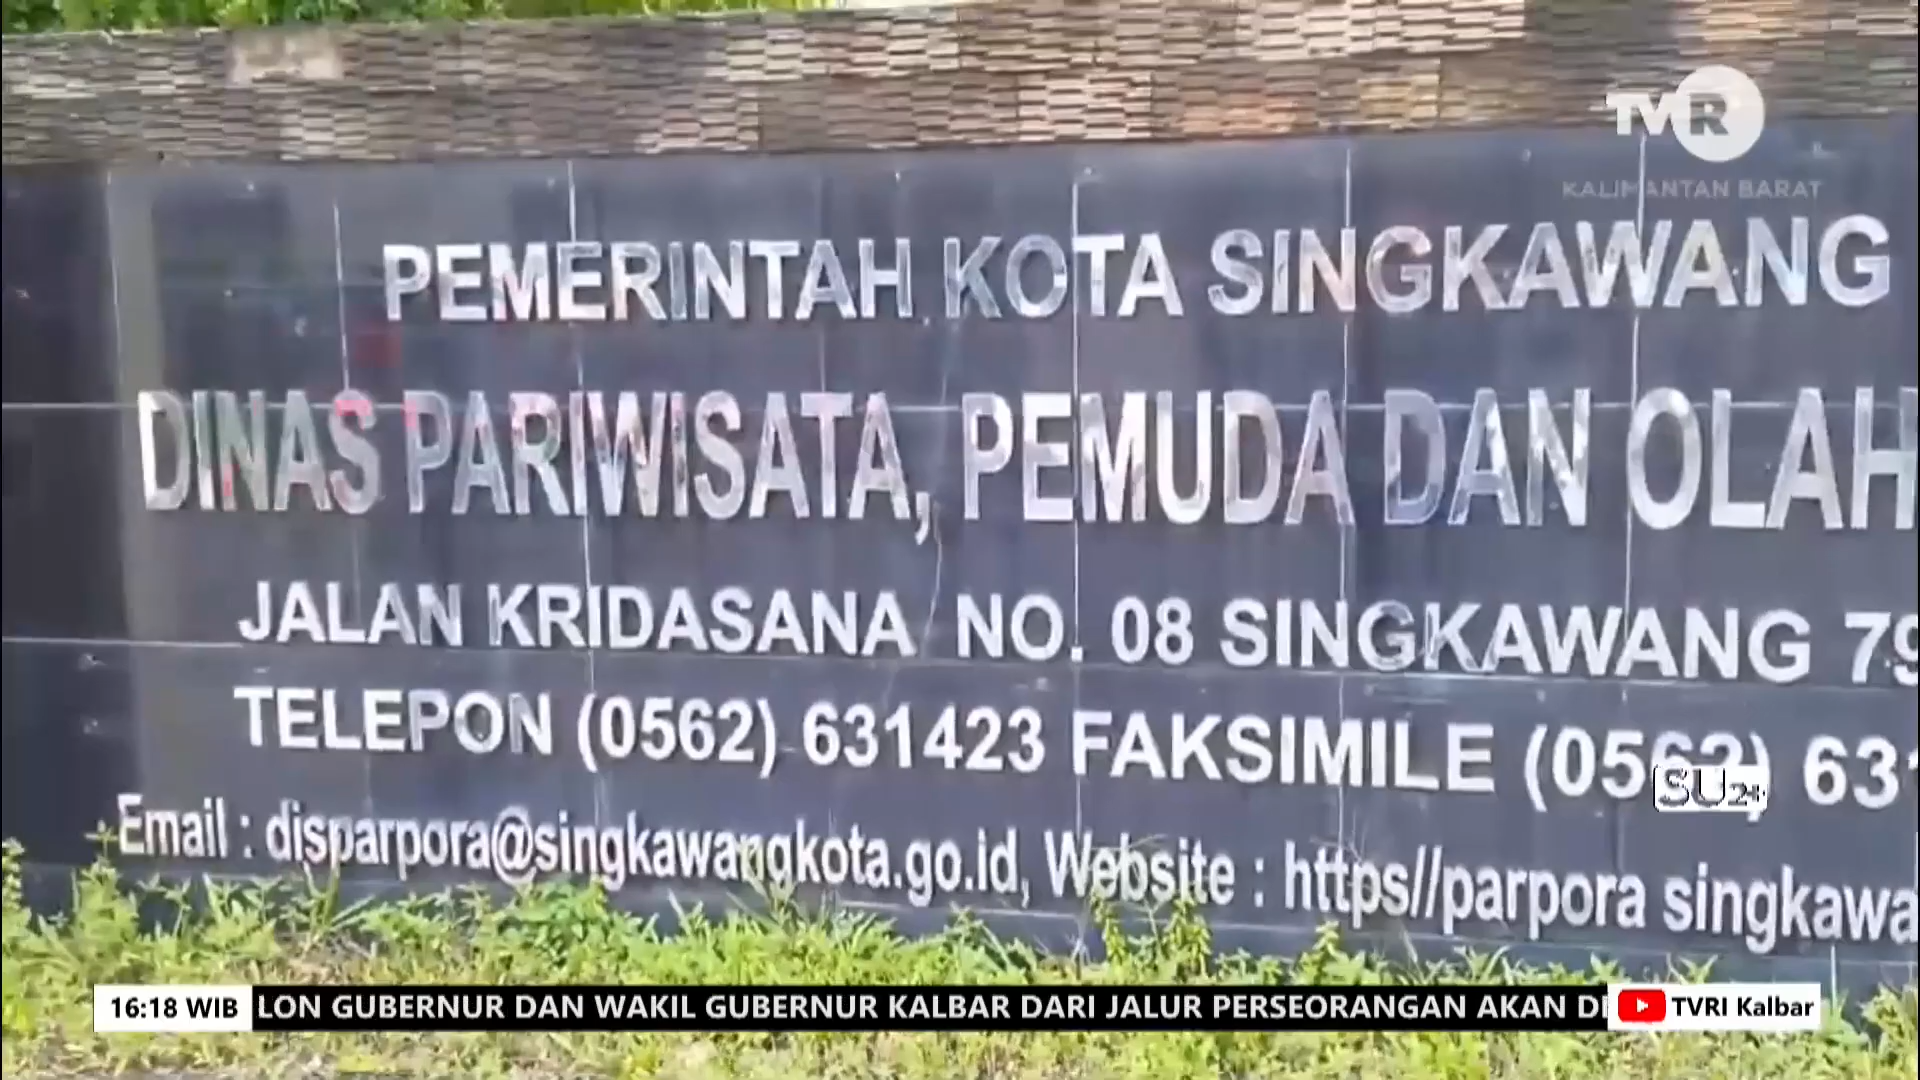 TVRI
KALIMANTAN BARAT
PEMERINTAH KOTA SINGKAWANG
DINAS PARIWISATA, PEMUDA DAN OLAH
JALAN KRIDASANA NO. 08 SINGKAWANG 79
TELEPON (0562) 631423 FAKSIMILE (0562) 631
Email : disparpora@singkawangkota.go.id, Website : https//parpora singkawa
16:18 WIB LON GUBERNUR DAN WAKIL GUBERNUR KALBAR DARI JALUR PERSEORANGAN AKAN DI TVRI Kalbar